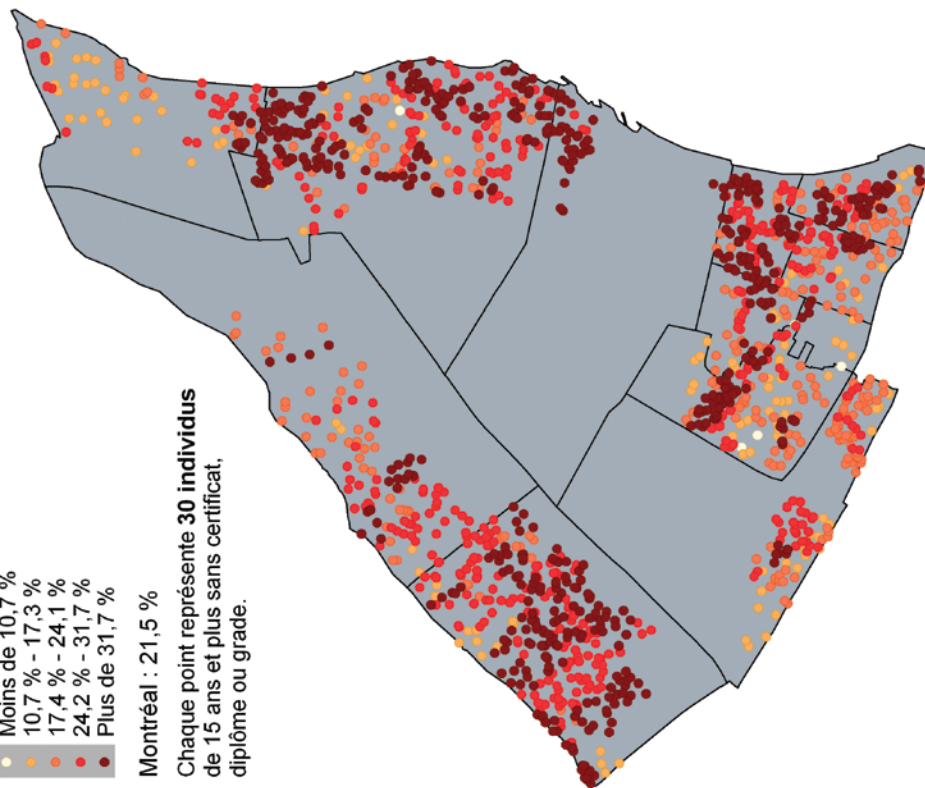 Moins de 10,7 %
10,7 % - 17,3 %
17,4 % - 24,1 %
24,2 % - 31,7 %
Plus de 31,7 %
Montréal : 21,5 %
Chaque point représente 30 individus
de 15 ans et plus sans certificat,
diplôme ou grade.